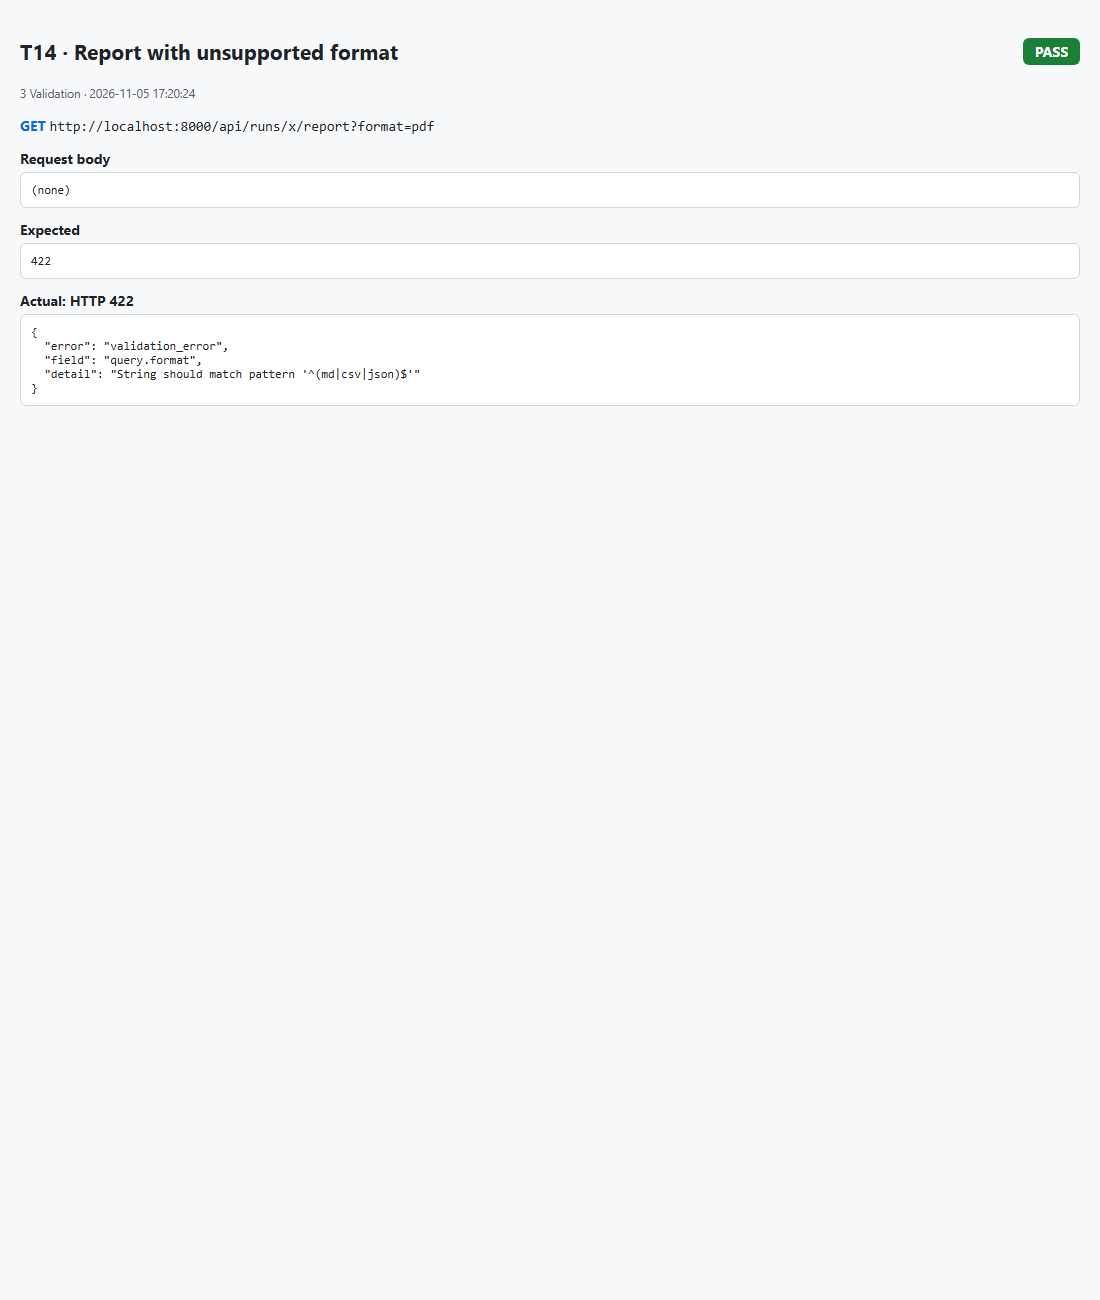 T14 · Report with unsupported format
PASS
3 Validation · 2026-11-05 17:20:24
GET http://localhost:8000/api/runs/x/report?format=pdf
Request body
(none)
Expected
422
Actual: HTTP 422
{
  "error": "validation_error",
  "field": "query.format",
  "detail": "String should match pattern '^(md|csv|json)$'"
}